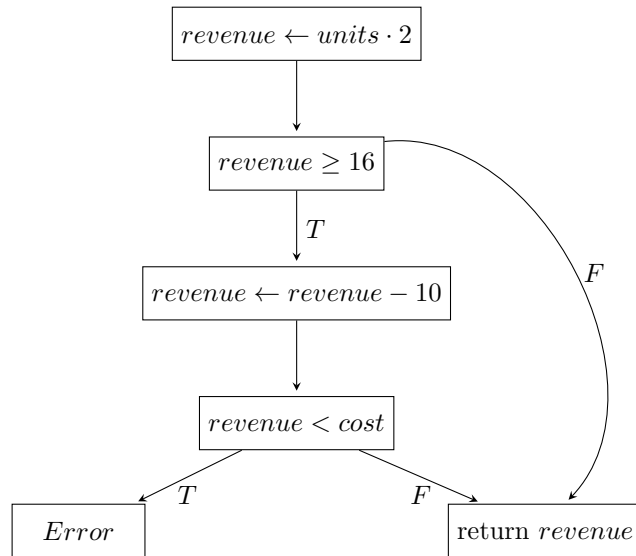 revenue ← units · 2
revenue ≥ 16
T
F
revenue ← revenue − 10
revenue < cost
T
F
Error
return revenue